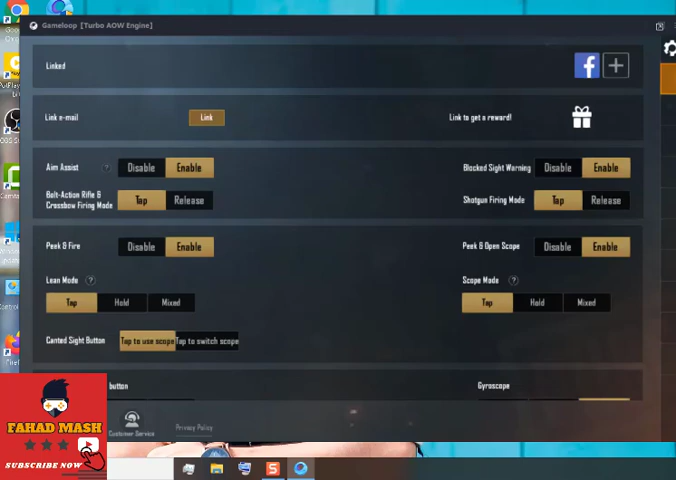 Gameloop [Turbo AOW Engine]
Linked
Link e-mail
Link
Link to get a reward!
Aim Assist
?
Disable
Enable
Blocked Sight Warning
Disable
Enable
Bolt-Action Rifle &
Crossbow Firing Mode
Tap
Release
Shotgun Firing Mode
Tap
Release
Peek & Fire
Disable
Enable
Peek & Open Scope
Disable
Enable
Lean Mode
?
Scope Mode
?
Tap
Hold
Mixed
Tap
Hold
Mixed
Canted Sight Button
Tap to use scope
Tap to switch scope
button
Gyroscope
Customer Service
Privacy Policy
FAHAD MASH
SUBSCRIBE NOW